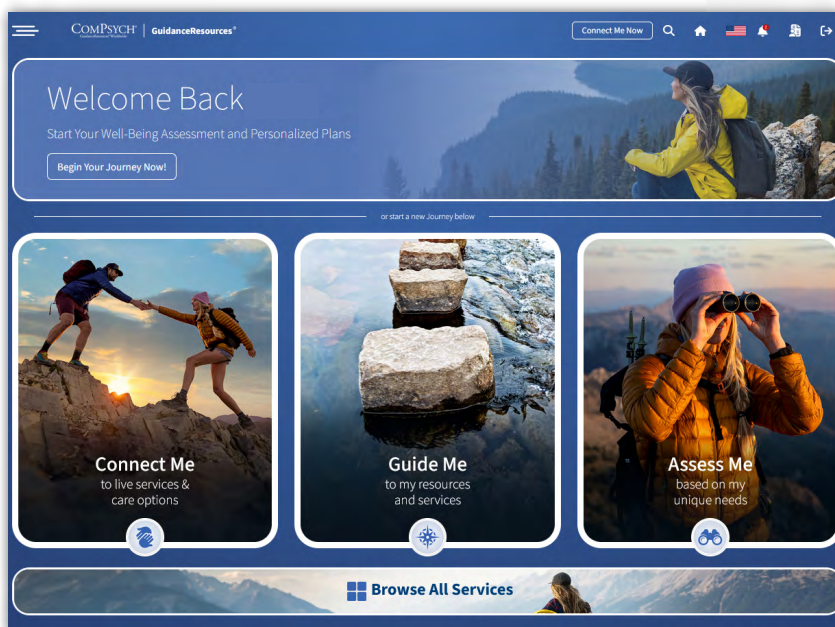 COMPSYCH®
GuidanceResources® Worldwide
GuidanceResources®
Connect Me Now
Welcome Back
Start Your Well-Being Assessment and Personalized Plans
Begin Your Journey Now!
or start a new Journey below
Connect Me
to live services &
care options
Guide Me
to my resources
and services
Assess Me
based on my
unique needs
Browse All Services